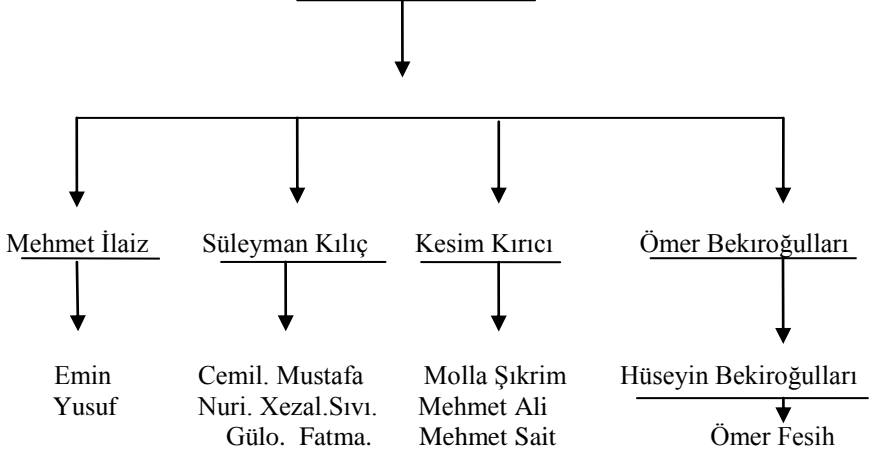 Mehmet İlaiz Süleyman Kılıç Kesim Kırıcı Ömer Bekıroğulları
Emin Cemil. Mustafa Molla Şıkrim Hüseyin Bekiroğulları
Yusuf Nuri. Xezal.Sıvı. Mehmet Ali
Gülo. Fatma. Mehmet Sait Ömer Fesih